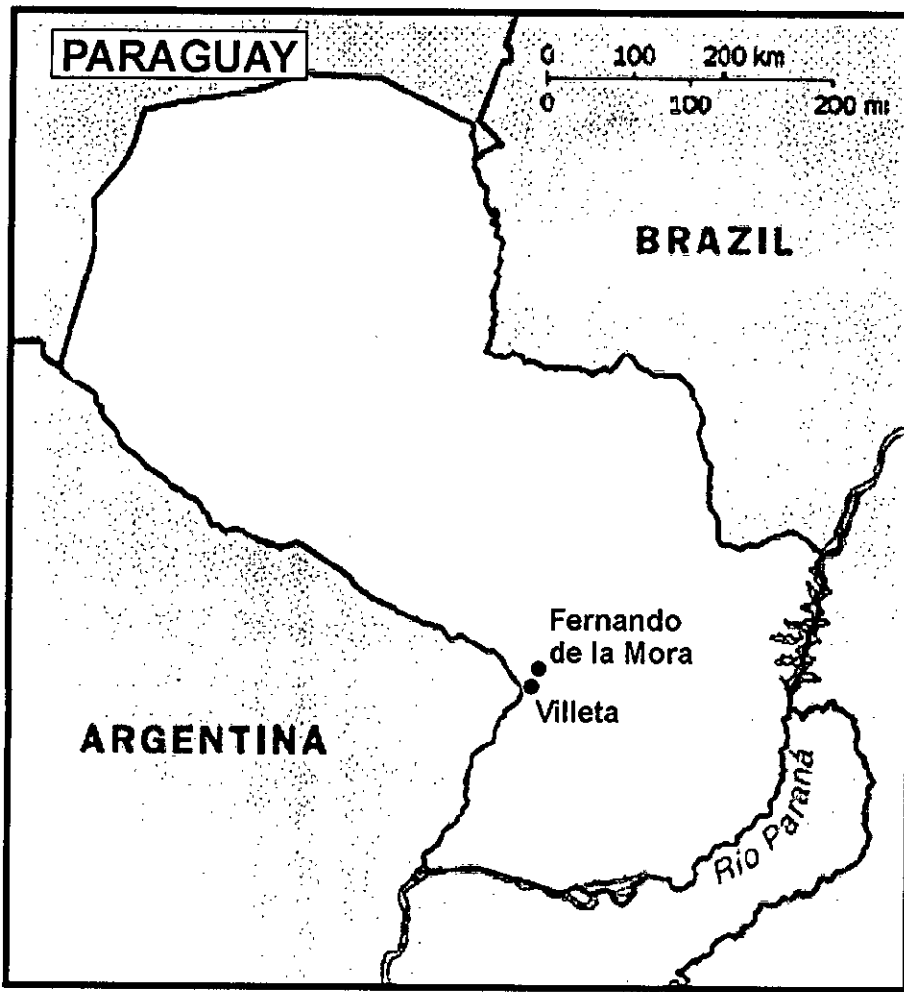 PARAGUAY
0 100 200 km
0 100 200 mi
BRAZIL
Fernando
de la Mora
Villeta
ARGENTINA
Río Paraná